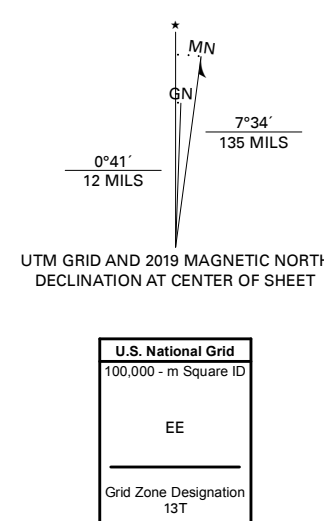 ★
MN
GN
7°34´
135 MILS
0°41´
12 MILS
UTM GRID AND 2019 MAGNETIC NORTH
DECLINATION AT CENTER OF SHEET
U.S. National Grid
100,000 - m Square ID
EE
Grid Zone Designation
13T